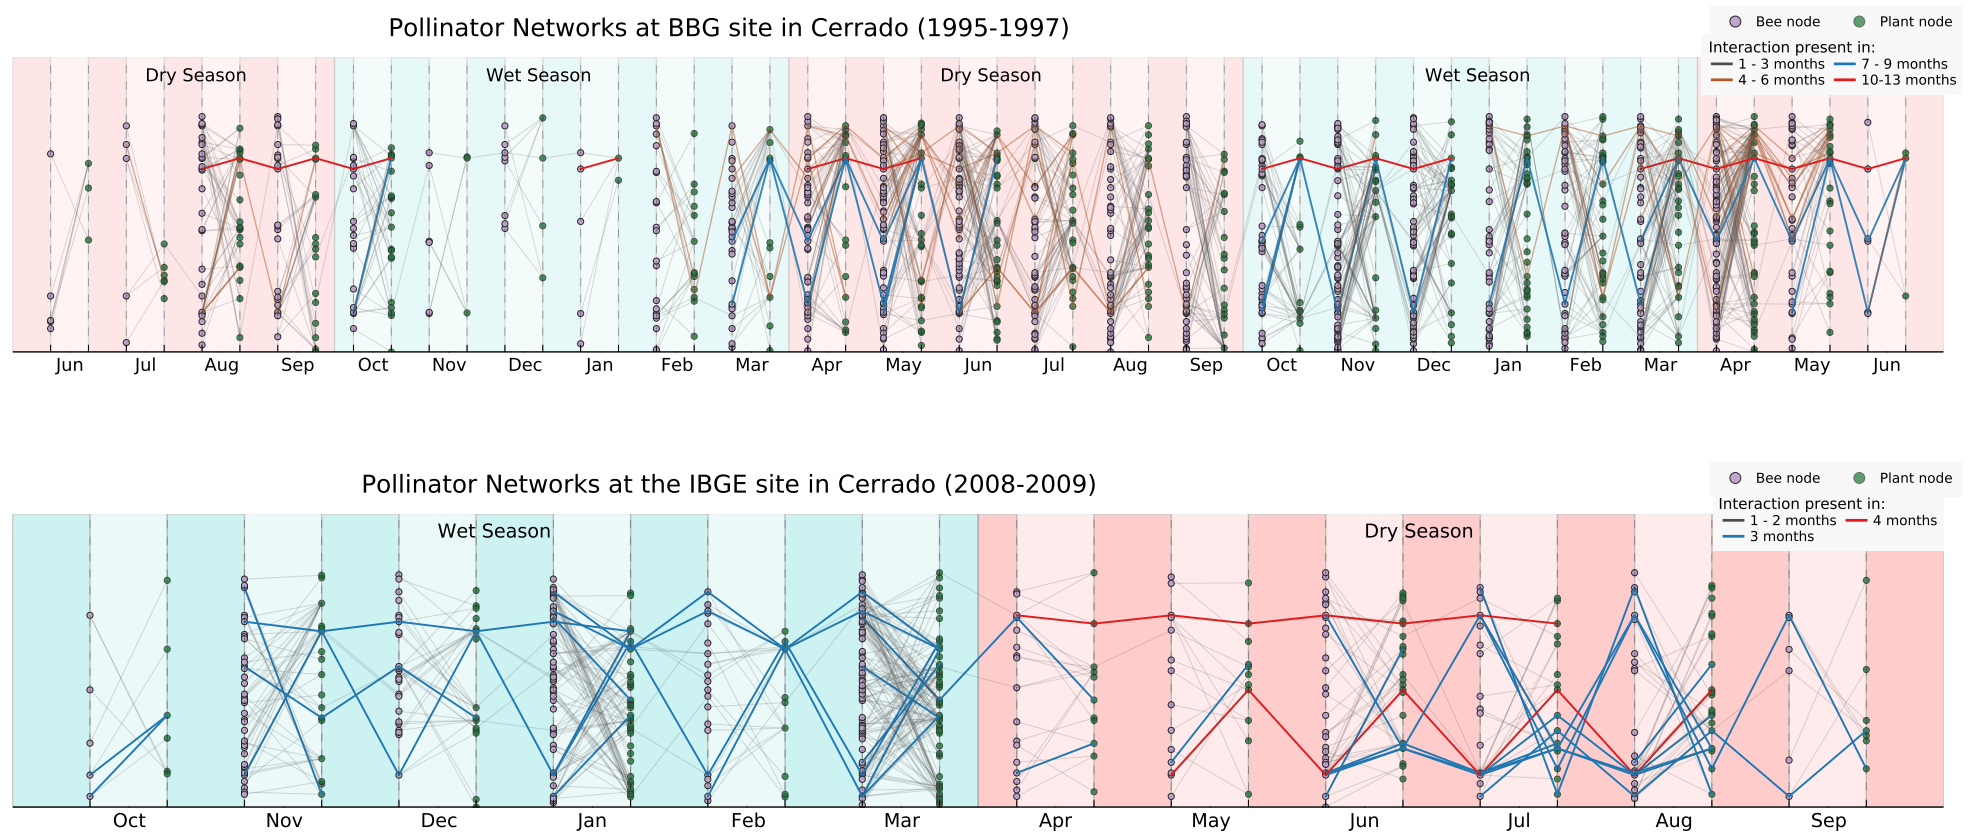 Pollinator Networks at BBG site in Cerrado (1995-1997)
Bee node Plant node
Interaction present in:
1 - 3 months 7 - 9 months
4 - 6 months 10-13 months
Dry Season Wet Season Dry Season Wet Season
Jun Jul Aug Sep Oct Nov Dec Jan Feb Mar Apr May Jun Jul Aug Sep Oct Nov Dec Jan Feb Mar Apr May Jun
Pollinator Networks at the IBGE site in Cerrado (2008-2009)
Bee node Plant node
Interaction present in:
1 - 2 months 4 months
3 months
Wet Season Dry Season
Oct Nov Dec Jan Feb Mar Apr May Jun Jul Aug Sep